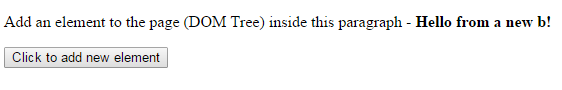 Add an element to the page (DOM Tree) inside this paragraph - Hello from a new b!
Click to add new element